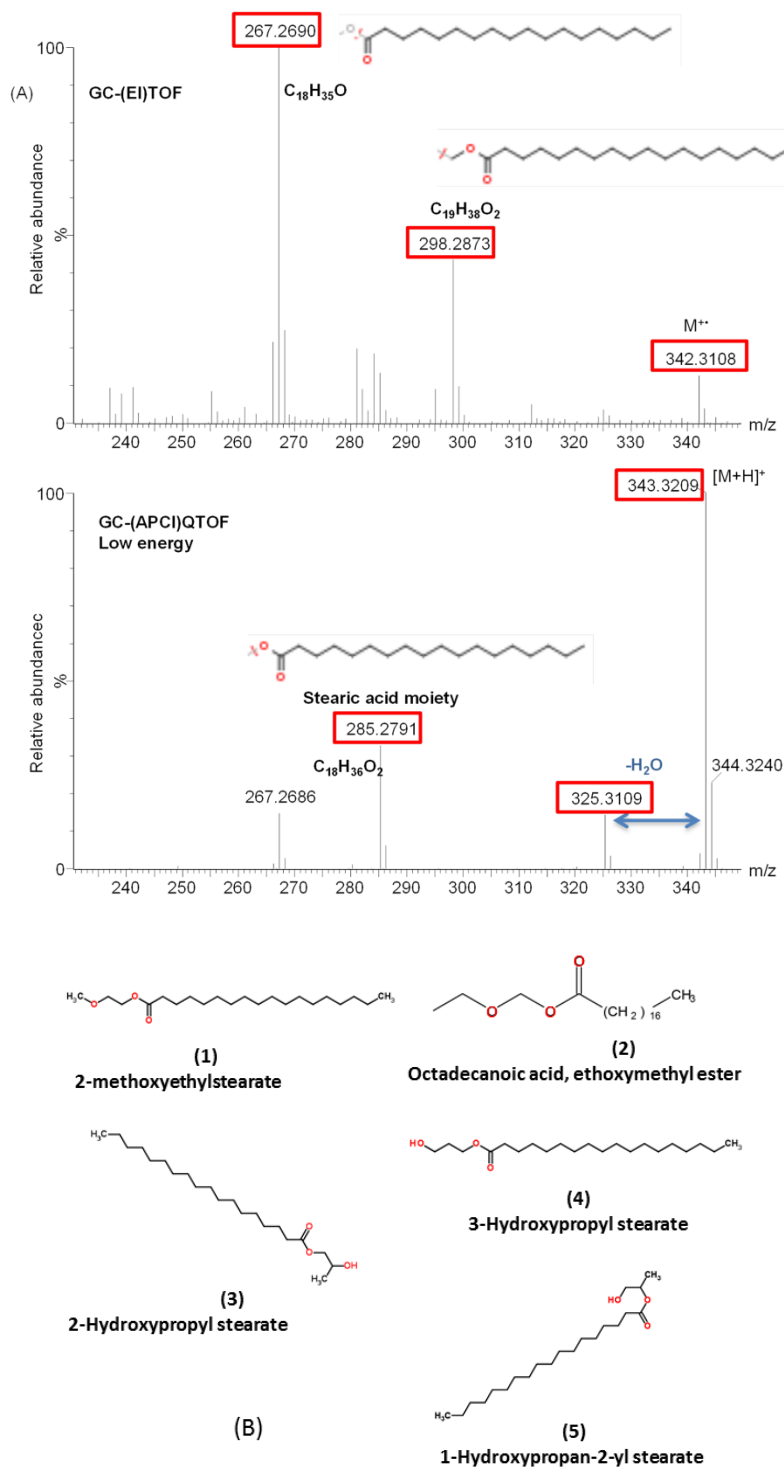 267.2690
100
(A)
GC-(EI)TOF
C18H35O
O
O
O
C19H38O2
298.2873
%
Relative abundance
M+•
342.3108
0
240 250 260 270 280 290 300 310 320 330 340
m/z
343.3209
[M+H]+
100
GC-(APCI)QTOF
Low energy
O
O
Stearic acid moiety
%
Relative abundancec
285.2791
C18H36O2
-H2O
344.3240
267.2686
325.3109
0
m/z
240 250 260 270 280 290 300 310 320 330 340
H3C
O
O
O
CH3
(1)
2-methoxyethylstearate
O
O
O
(CH2)16
CH3
(2)
Octadecanoic acid, ethoxymethyl ester
H3C
O
O
OH
CH3
(3)
2-Hydroxypropyl stearate
HO
O
O
CH3
(4)
3-Hydroxypropyl stearate
CH3
HO
O
O
H3C
(5)
1-Hydroxypropan-2-yl stearate
(B)